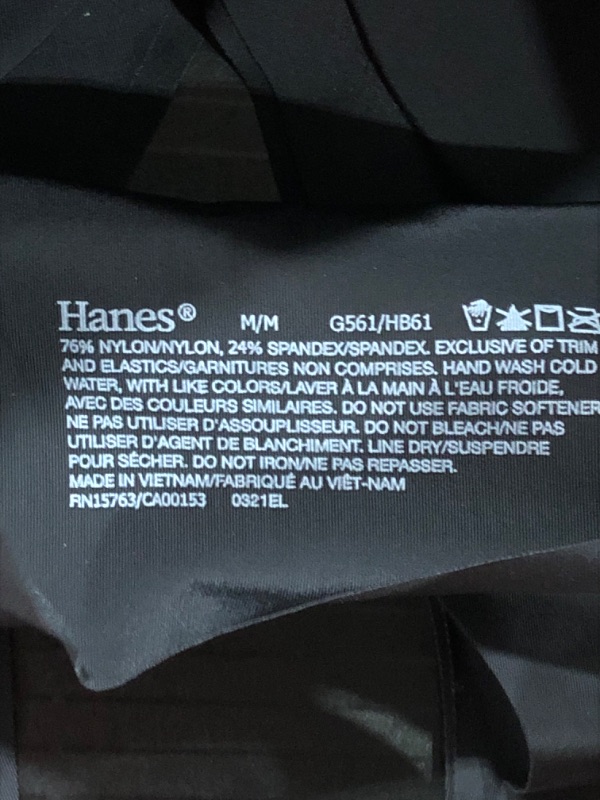 Hanes® M/M G561/HB61
76% NYLON/NYLON, 24% SPANDEX/SPANDEX. EXCLUSIVE OF TRIM
AND ELASTICS/GARNITURES NON COMPRISES. HAND WASH COLD
WATER, WITH LIKE COLORS/LAVER À LA MAIN À L'EAU FROIDE,
AVEC DES COULEURS SIMILAIRES. DO NOT USE FABRIC SOFTENER/
NE PAS UTILISER D'ASSOUPLISSEUR. DO NOT BLEACH/NE PAS
UTILISER D'AGENT DE BLANCHIMENT. LINE DRY/SUSPENDRE
POUR SÉCHER. DO NOT IRON/NE PAS REPASSER.
MADE IN VIETNAM/FABRIQUÉ AU VIÊT-NAM
RN15763/CA00153 0321EL